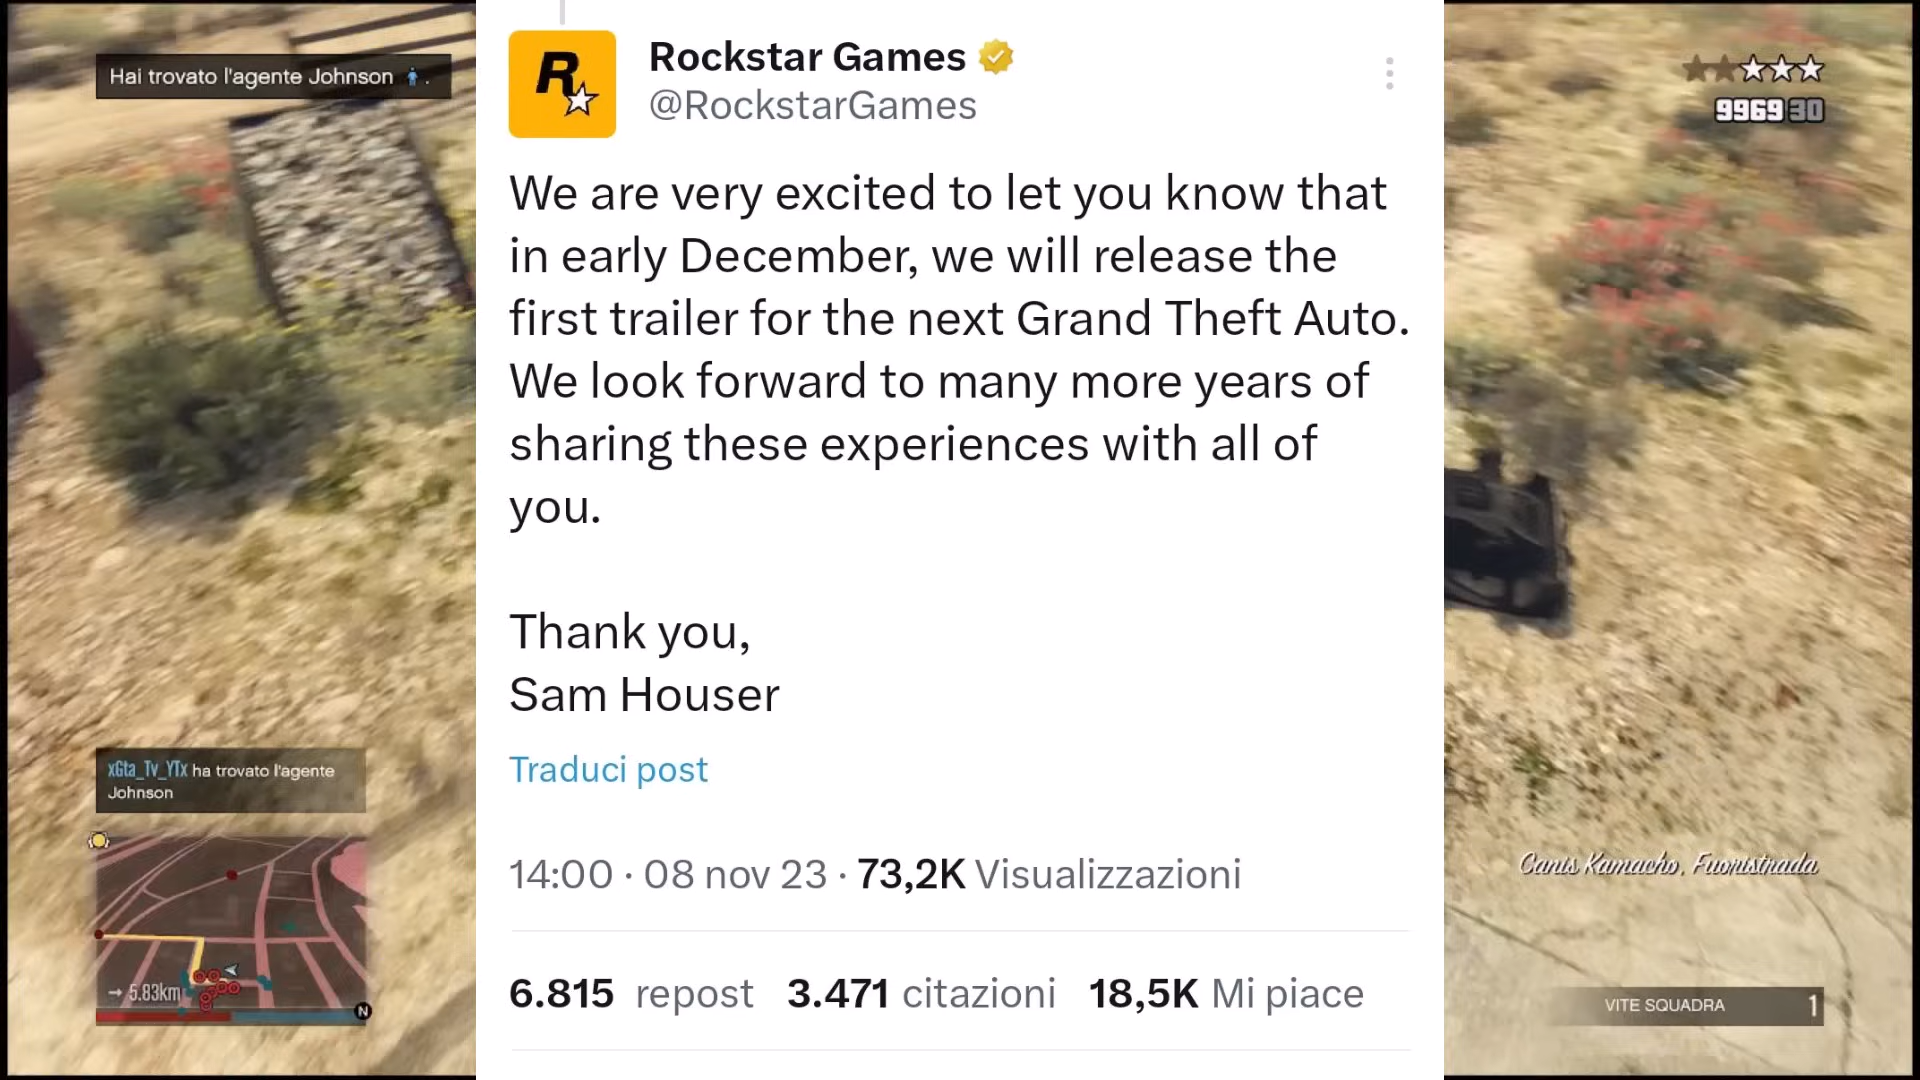 Hai trovato l'agente Johnson .
Rockstar Games
@RockstarGames
We are very excited to let you know that
in early December, we will release the
first trailer for the next Grand Theft Auto.
We look forward to many more years of
sharing these experiences with all of
you.
Thank you,
Sam Houser
Traduci post
14:00 · 08 nov 23 · 73,2K Visualizzazioni
6.815 repost 3.471 citazioni 18,5K Mi piace
xGta_Tv_YTx ha trovato l'agente
Johnson
→ 5.83km
N
9969 30
Canis Kamacho, Fuoristrada
VITE SQUADRA 1